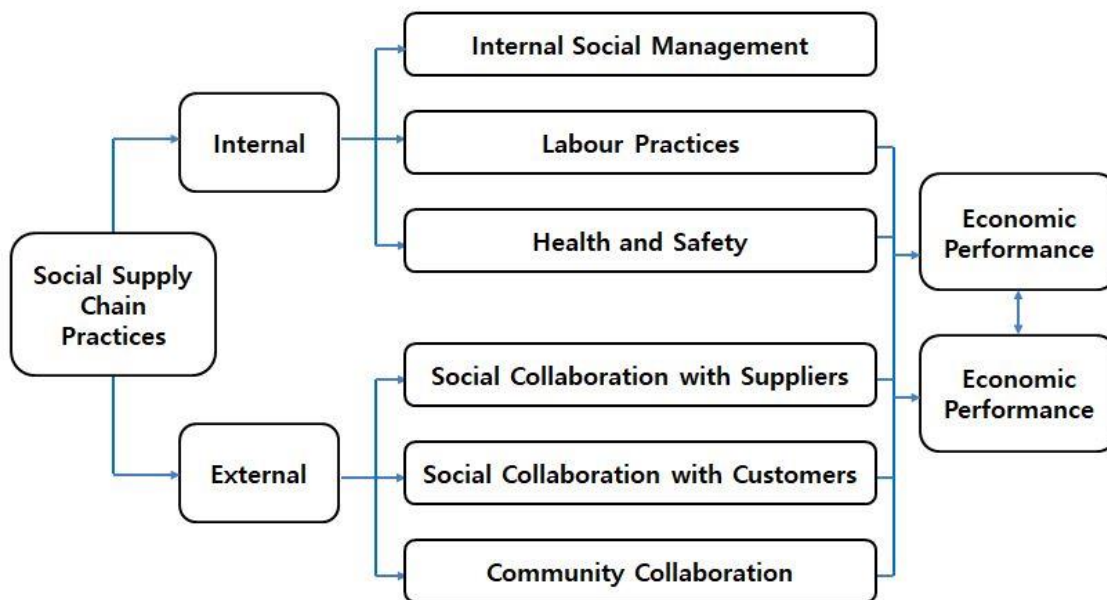 Internal Social Management
Internal
Labour Practices
Health and Safety
Social Supply
Chain
Practices
Economic
Performance
Social Collaboration with Suppliers
Economic
Performance
External
Social Collaboration with Customers
Community Collaboration